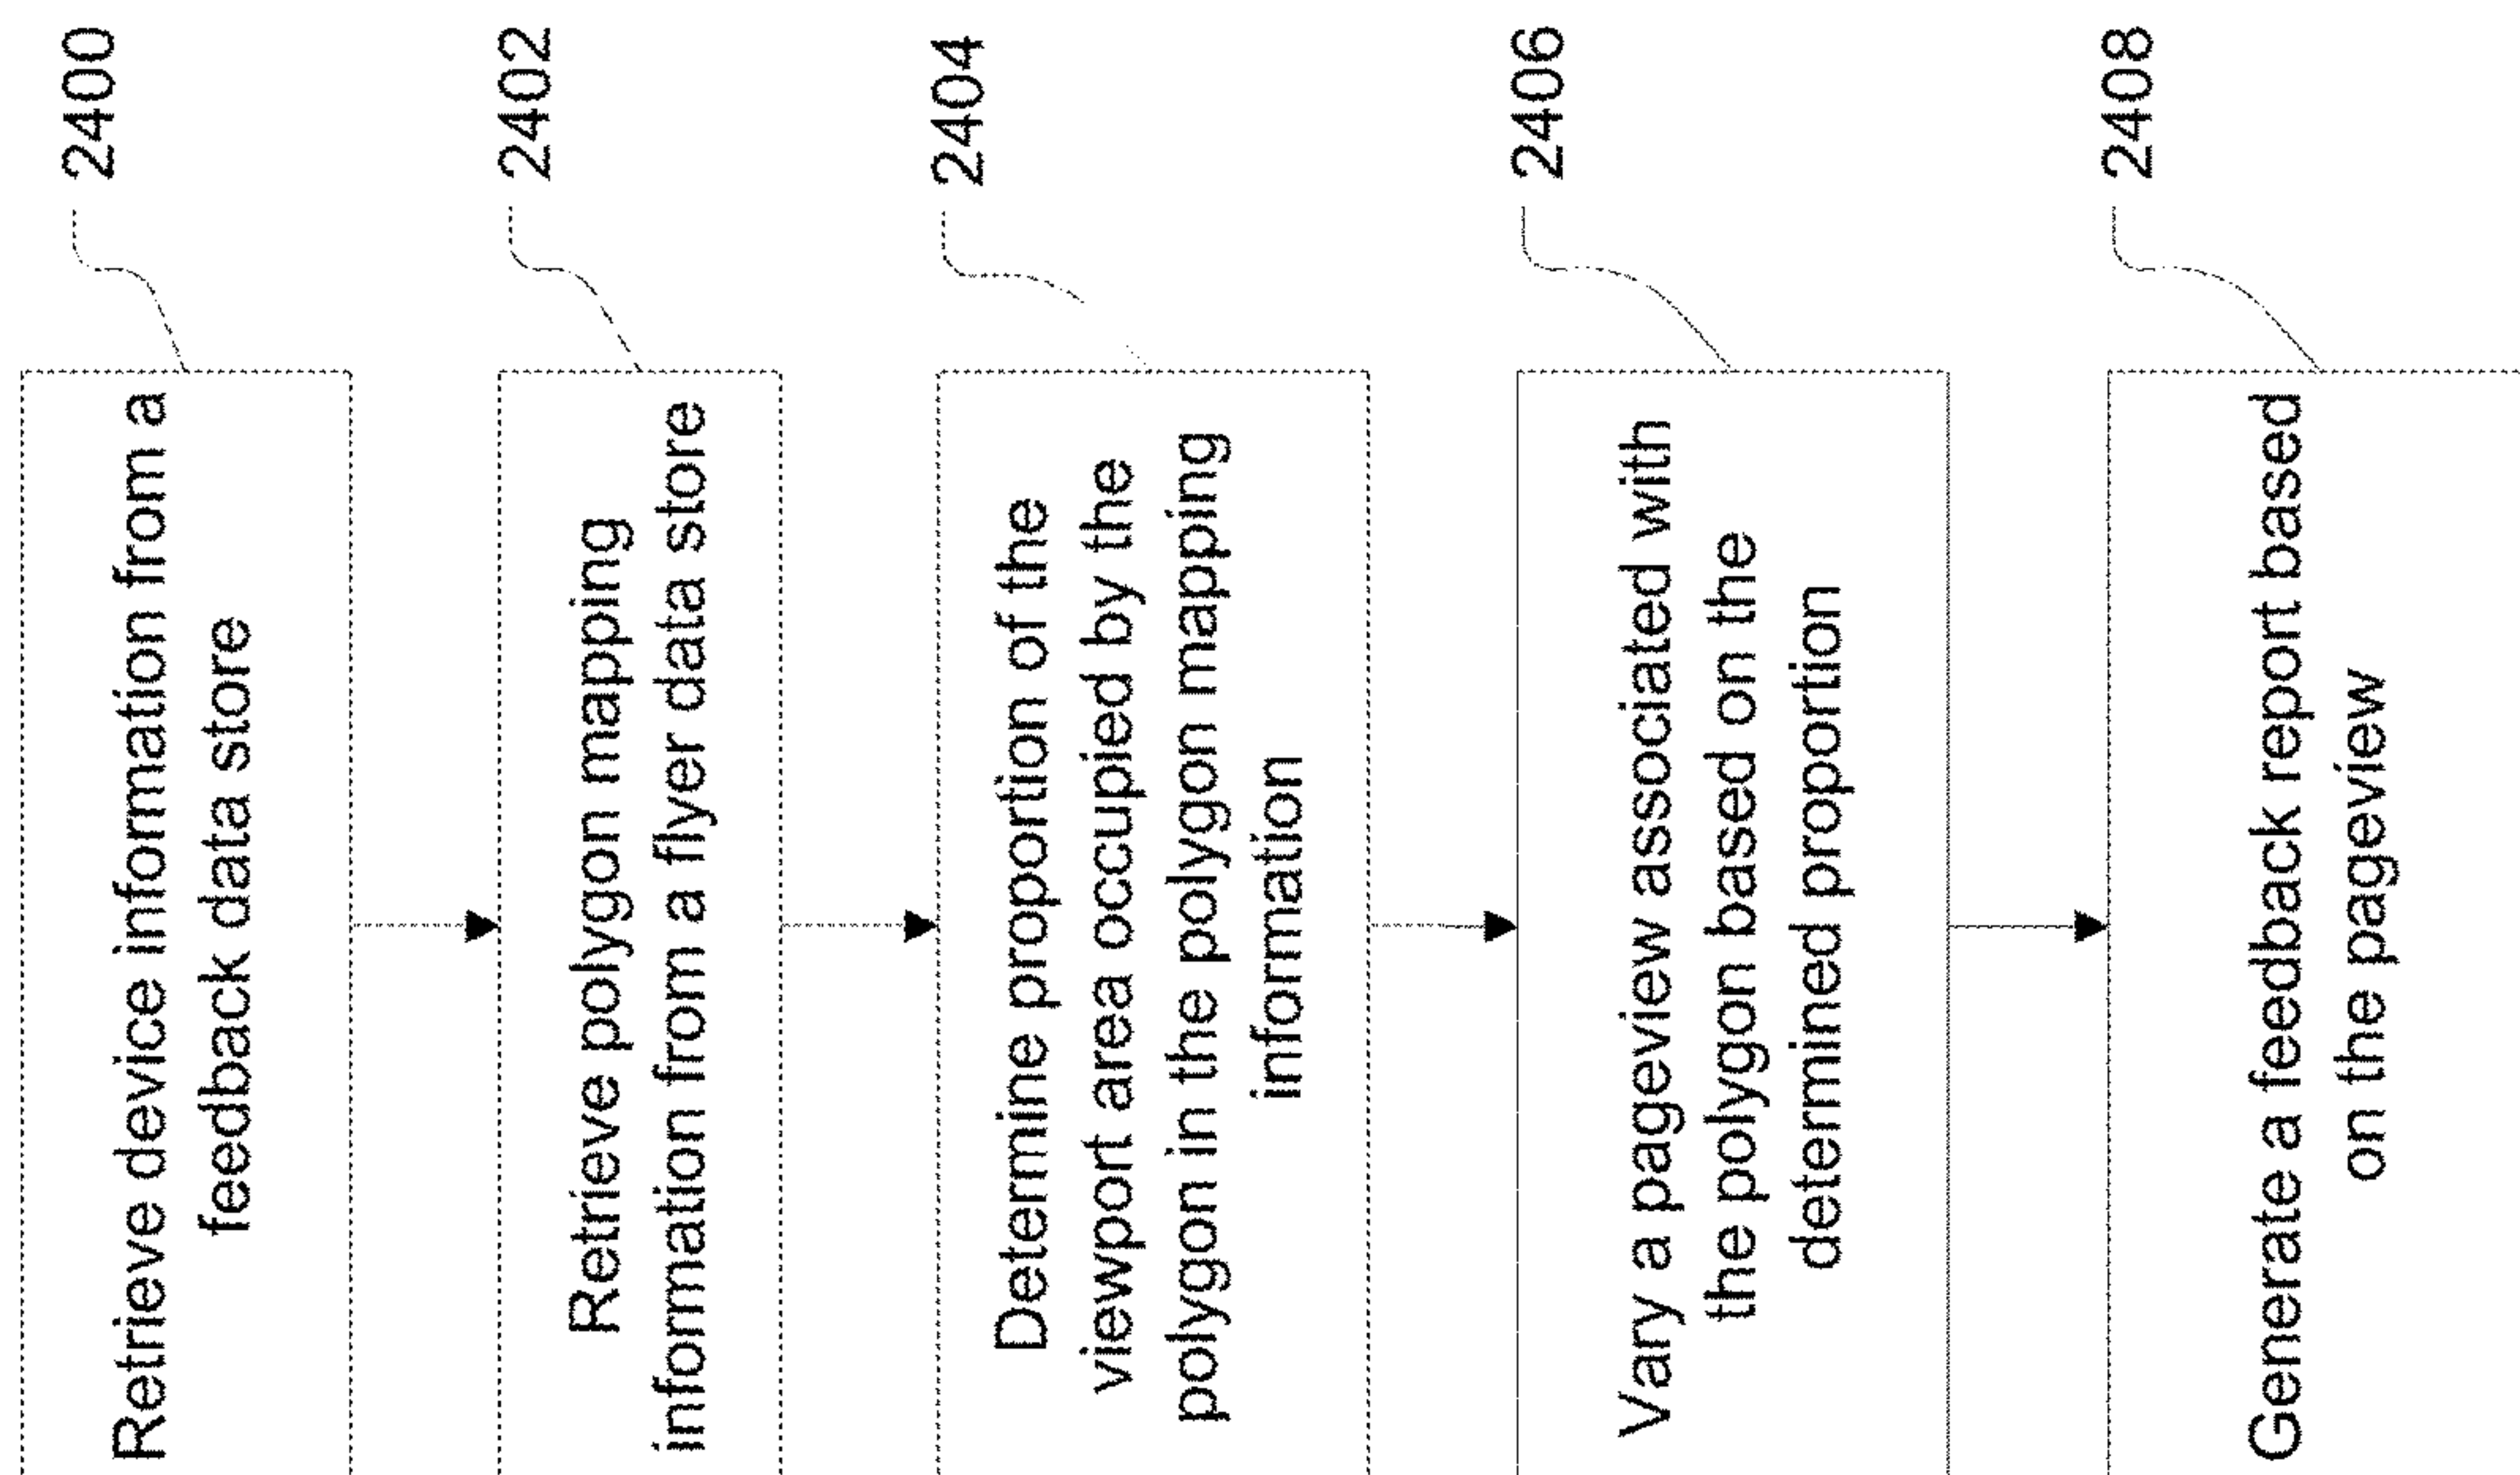 2400
Retrieve device information from a
feedback data store
2402
Retrieve polygon mapping
information from a flyer data store
2404
Determine proportion of the
viewport area occupied by the
polygon in the polygon mapping
information
2406
Vary a pageview associated with
the polygon based on the
determined proportion
2408
Generate a feedback report based
on the pageview